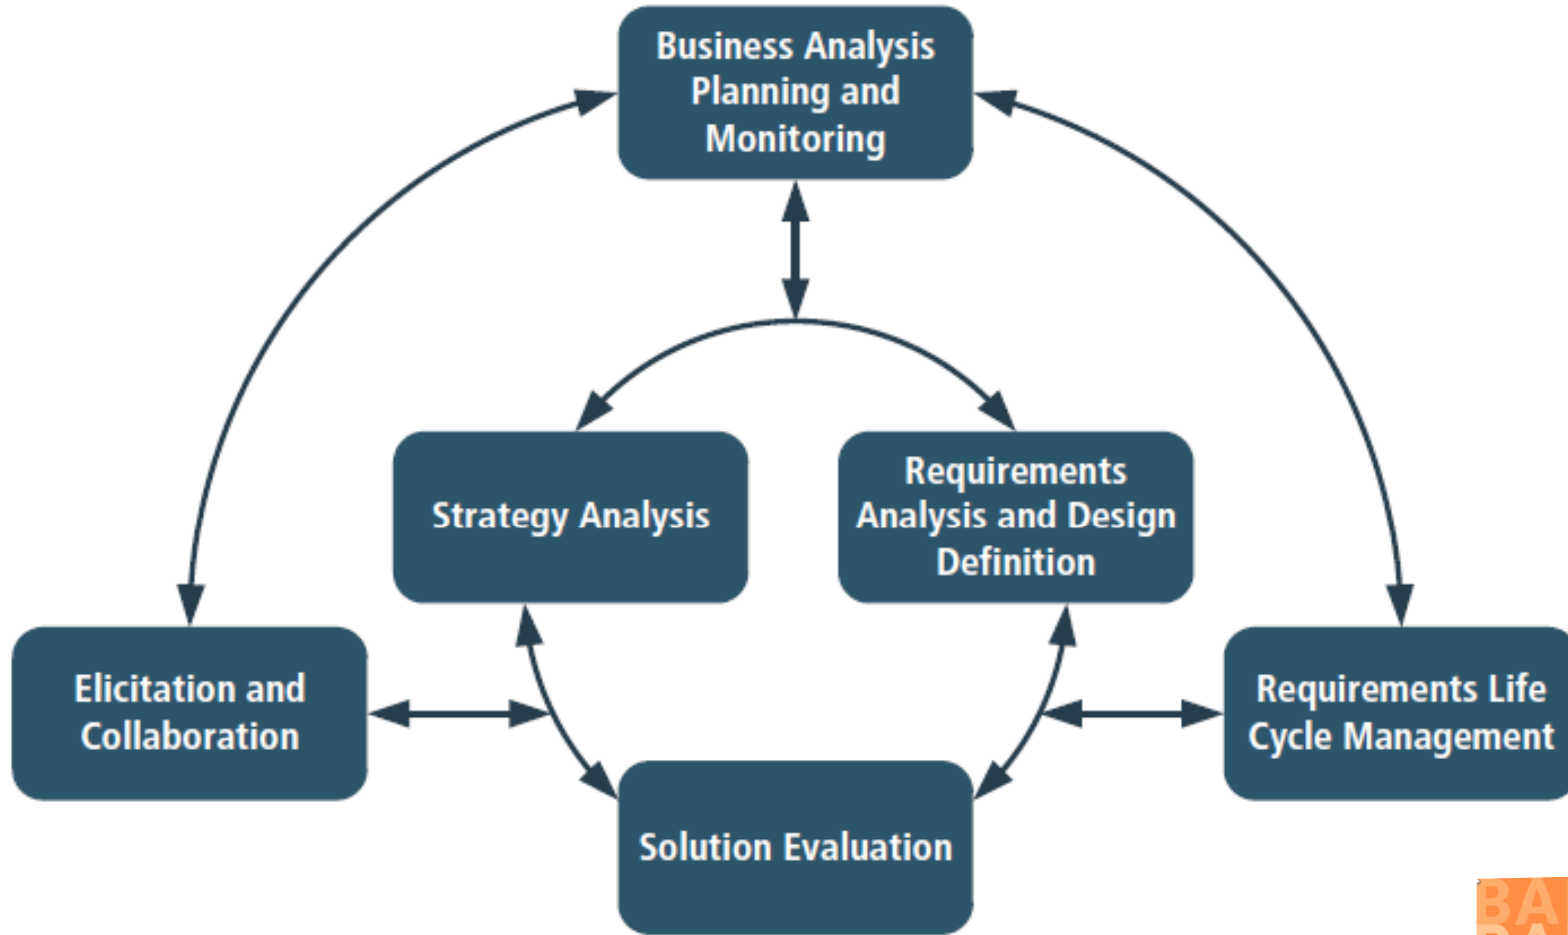 Business Analysis
Planning and
Monitoring
Strategy Analysis
Requirements
Analysis and Design
Definition
Elicitation and
Collaboration
Requirements Life
Cycle Management
Solution Evaluation
BA